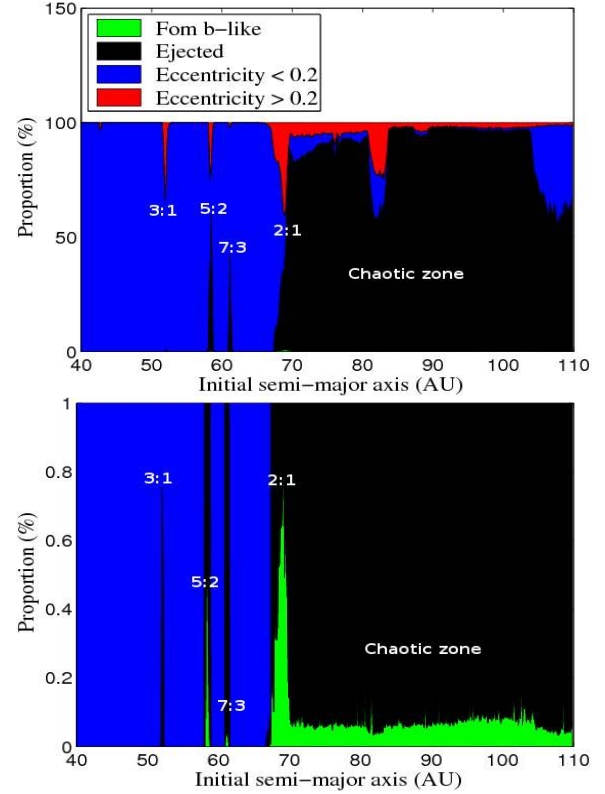 150
Fom b-like
Ejected
Eccentricity < 0.2
Eccentricity > 0.2
100
3:1
5:2
2:1
7:3
50
Chaotic zone
0
40 50 60 70 80 90 100 110
Proportion (%)
Initial semi-major axis (AU)
1
0.8
3:1
2:1
0.6
5:2
0.4
Chaotic zone
0.2
7:3
0
40 50 60 70 80 90 100 110
Proportion (%)
Initial semi-major axis (AU)